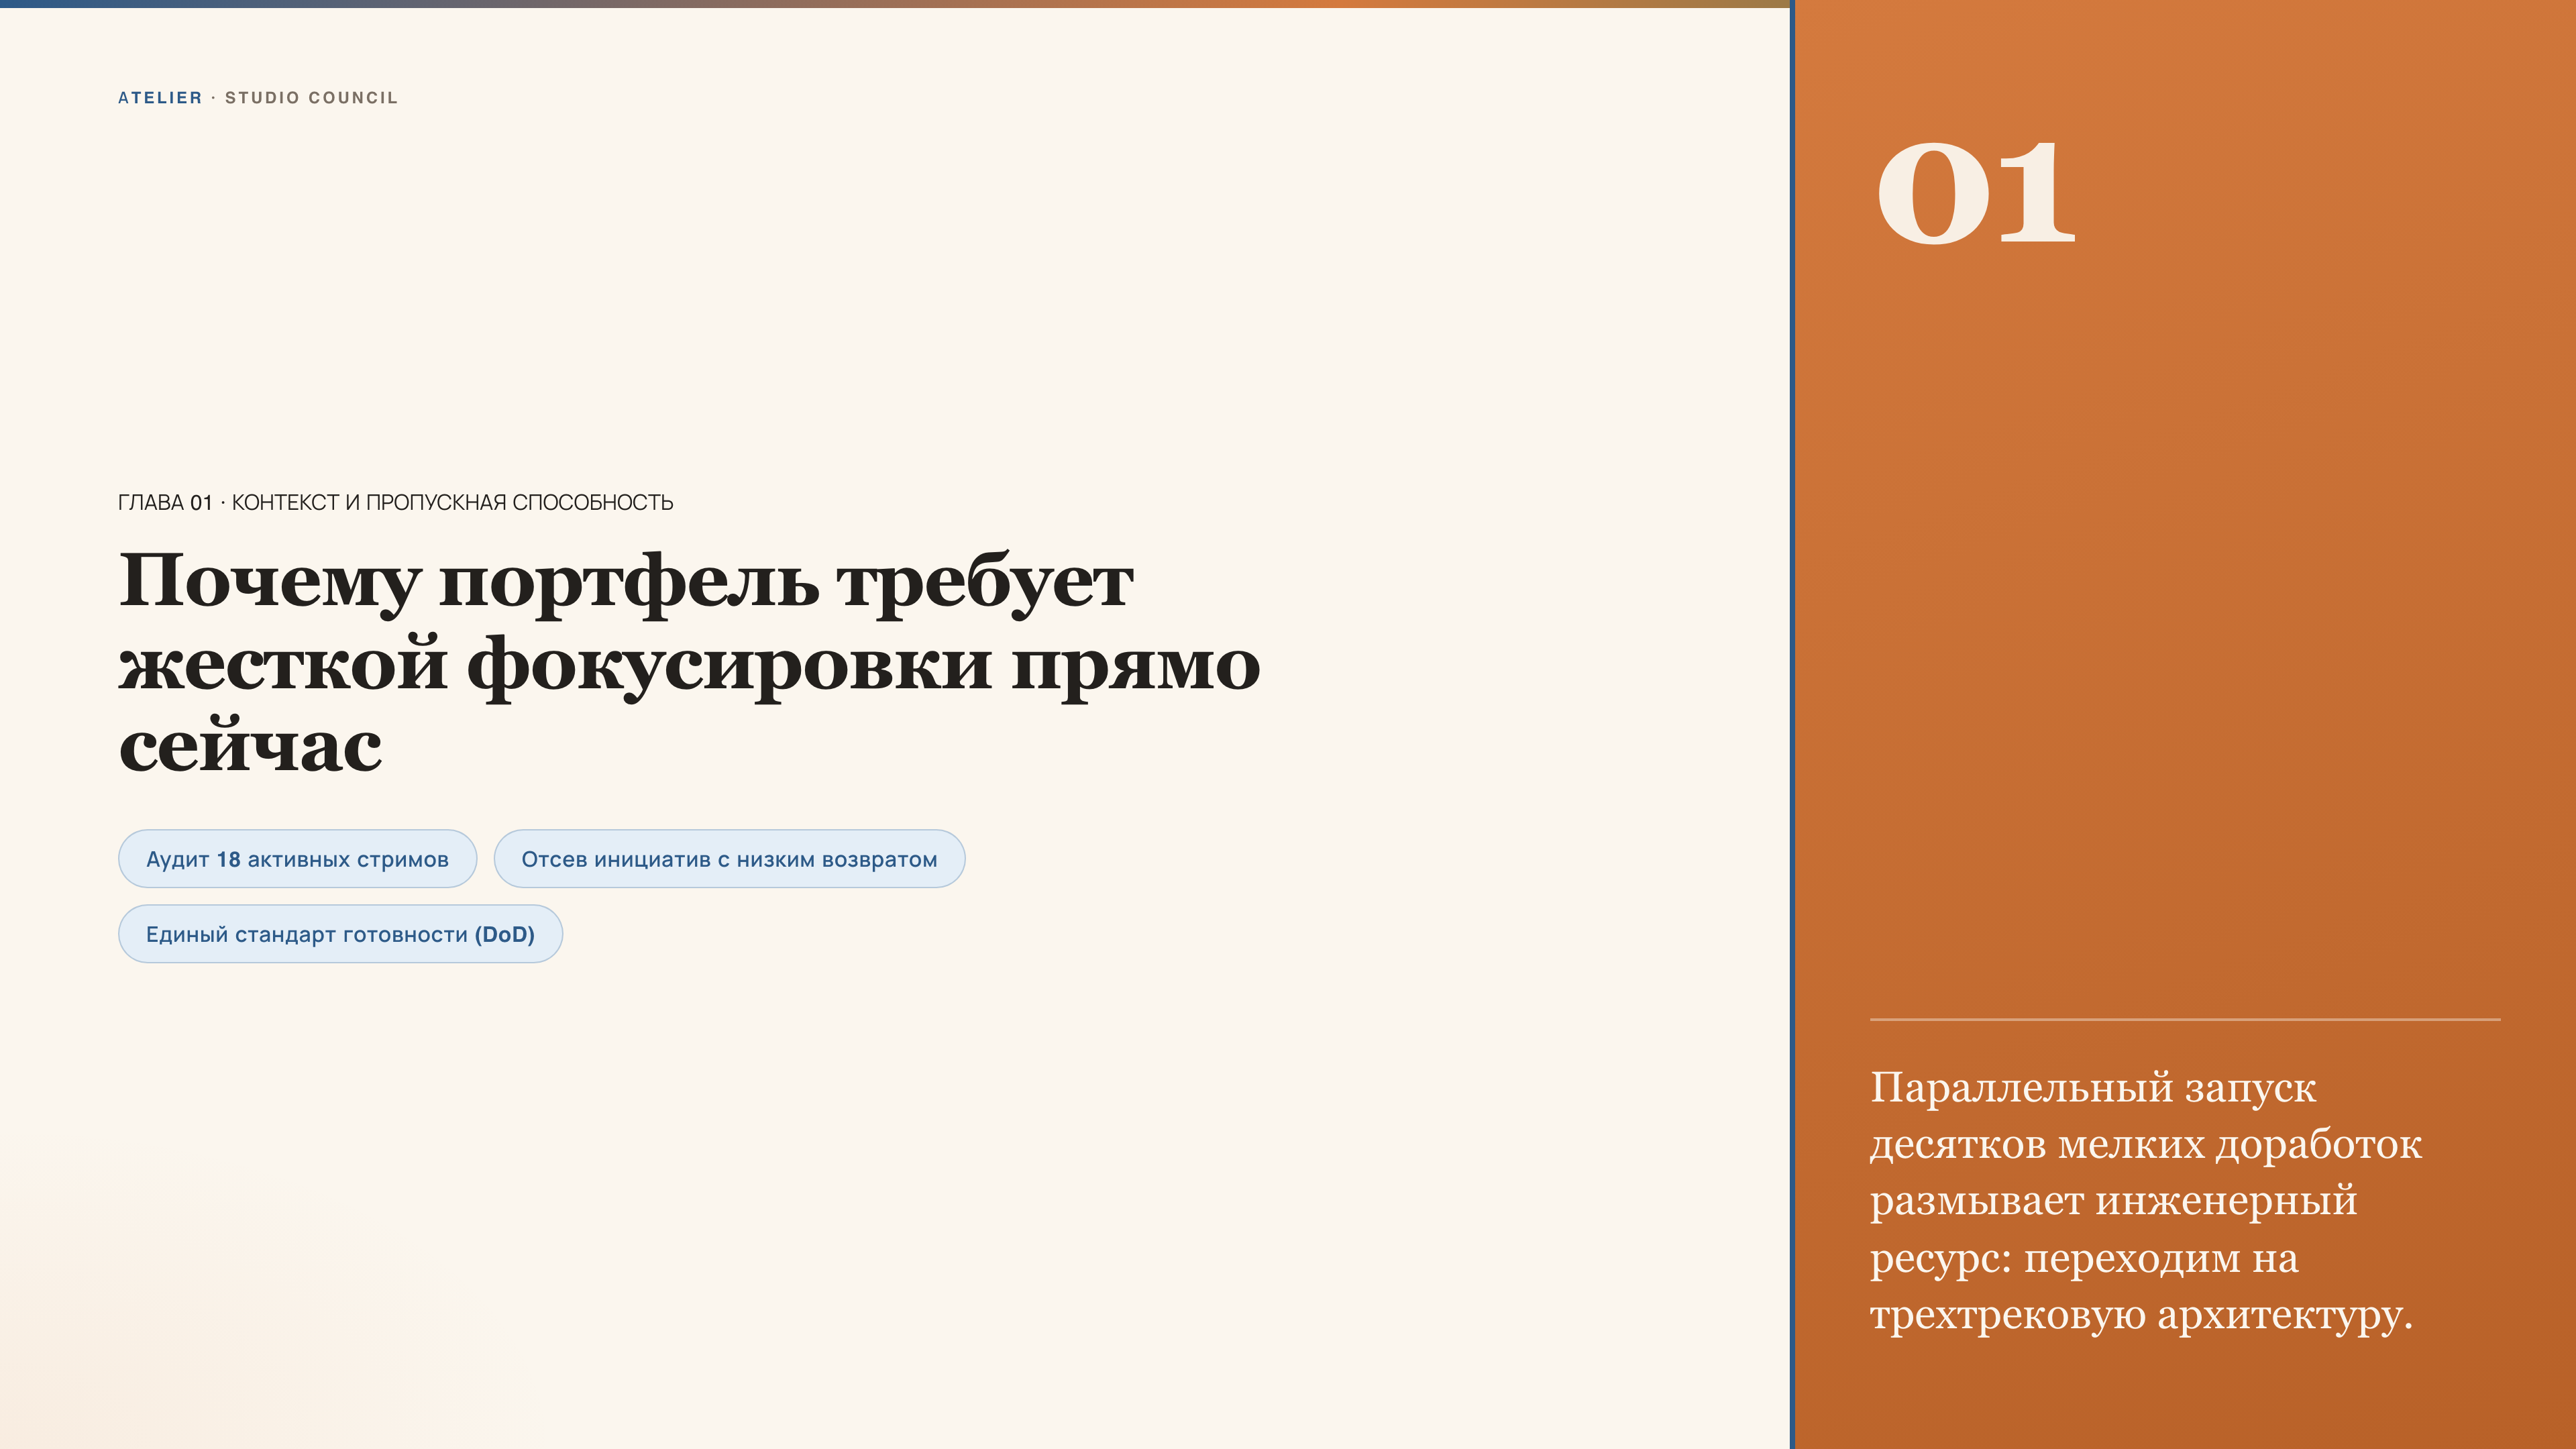 ATELIER · STUDIO COUNCIL
ГЛАВА 01 · КОНТЕКСТ И ПРОПУСКНАЯ СПОСОБНОСТЬ
Почему портфель требует
жесткой фокусировки прямо
сейчас
Аудит 18 активных стримов
Отсев инициатив с низким возвратом
Единый стандарт готовности (DoD)
01
Параллельный запуск
десятков мелких доработок
размывает инженерный
ресурс: переходим на
трехтрековую архитектуру.